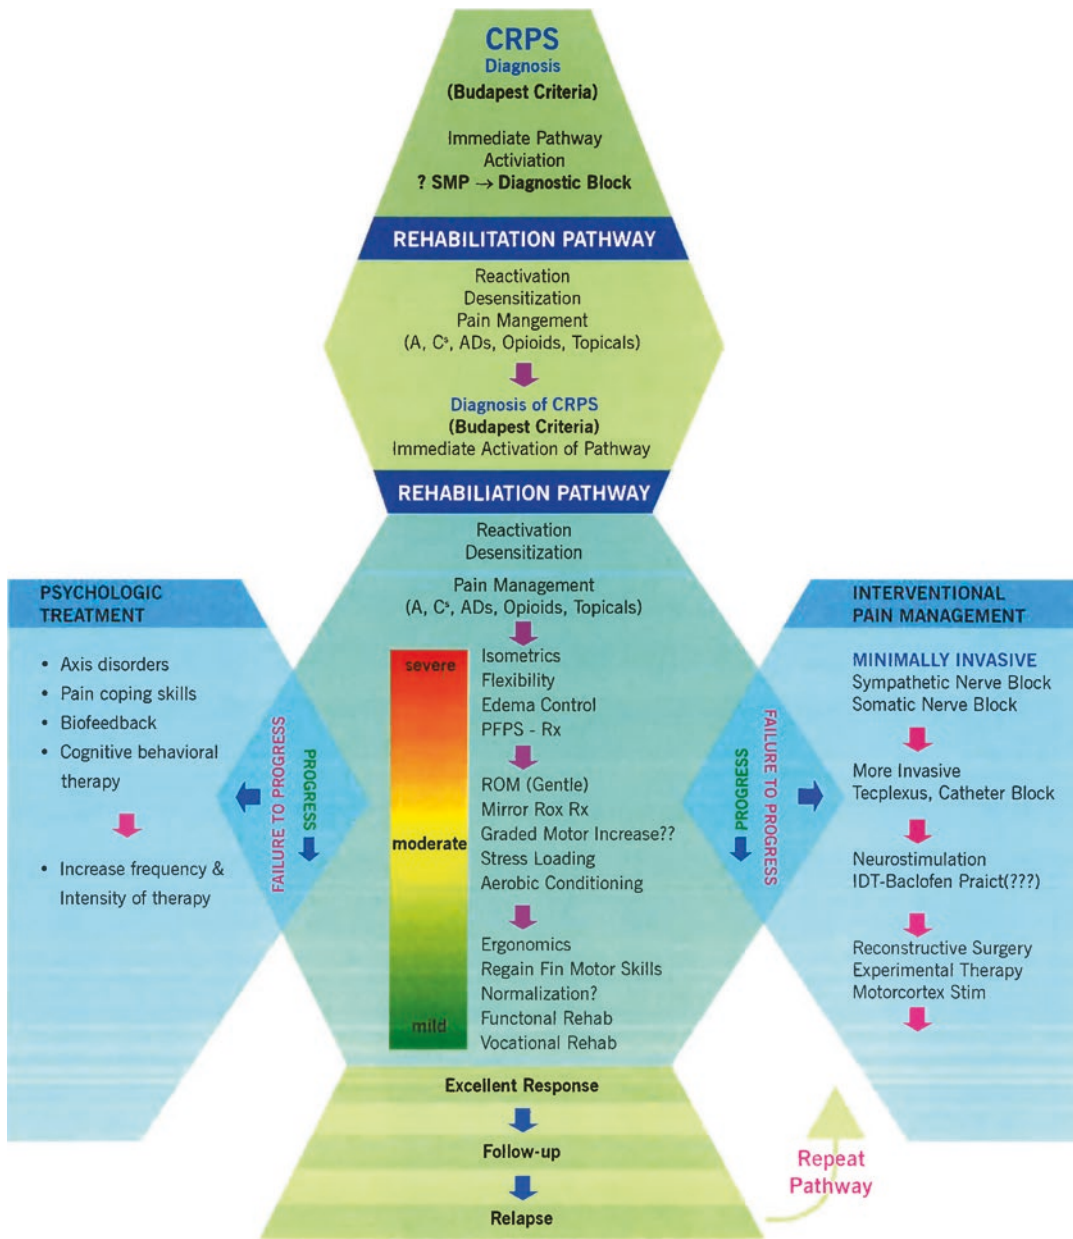 CRPS
Diagnosis
(Budapest Criteria)
Immediate Pathway
Activiation
? SMP → Diagnostic Block
REHABILITATION PATHWAY
Reactivation
Desensitization
Pain Mangement
(A, Cˢ, ADs, Opioids, Topicals)
Diagnosis of CRPS
(Budapest Criteria)
Immediate Activation of Pathway
REHABILIATION PATHWAY
Reactivation
Desensitization
Pain Management
(A, Cˢ, ADs, Opioids, Topicals)
severe
moderate
mild
Isometrics
Flexibility
Edema Control
PFPS - Rx
ROM (Gentle)
Mirror Rox Rx
Graded Motor Increase??
Stress Loading
Aerobic Conditioning
Ergonomics
Regain Fin Motor Skills
Normalization?
Functonal Rehab
Vocational Rehab
PSYCHOLOGIC
TREATMENT
• Axis disorders
• Pain coping skills
• Biofeedback
• Cognitive behavioral
therapy
• Increase frequency &
Intensity of therapy
FAILURE TO PROGRESS
PROGRESS
PROGRESS
FAILURE TO PROGRESS
INTERVENTIONAL
PAIN MANAGEMENT
MINIMALLY INVASIVE
Sympathetic Nerve Block
Somatic Nerve Block
More Invasive
Tecplexus, Catheter Block
Neurostimulation
IDT-Baclofen Praict(???)
Reconstructive Surgery
Experimental Therapy
Motorcortex Stim
Excellent Response
Follow-up
Relapse
Repeat
Pathway